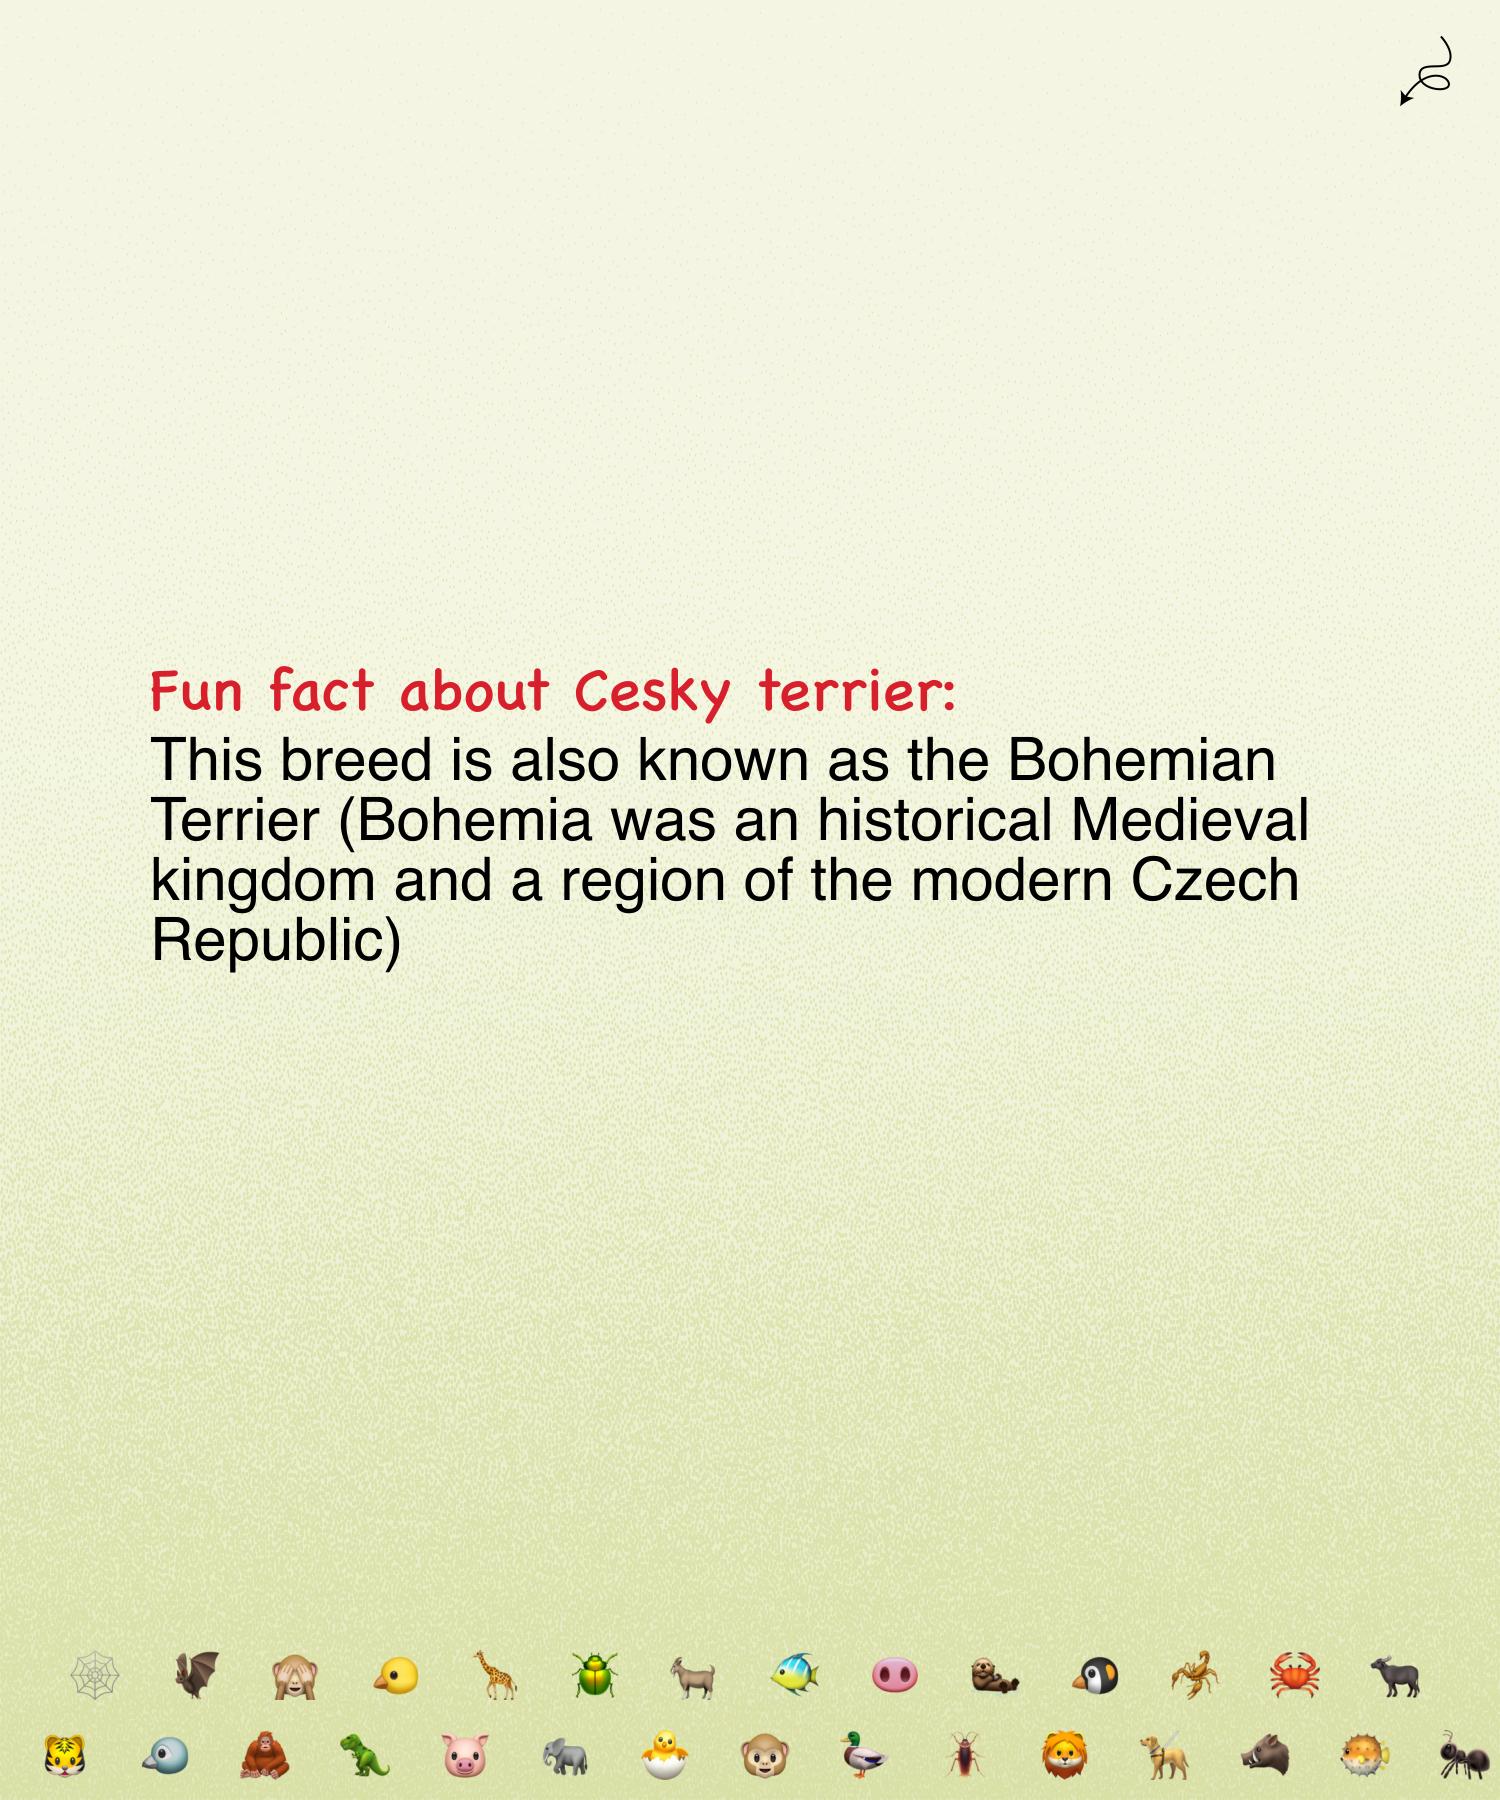 Fun fact about Cesky terrier:
This breed is also known as the Bohemian
Terrier (Bohemia was an historical Medieval
kingdom and a region of the modern Czech
Republic)